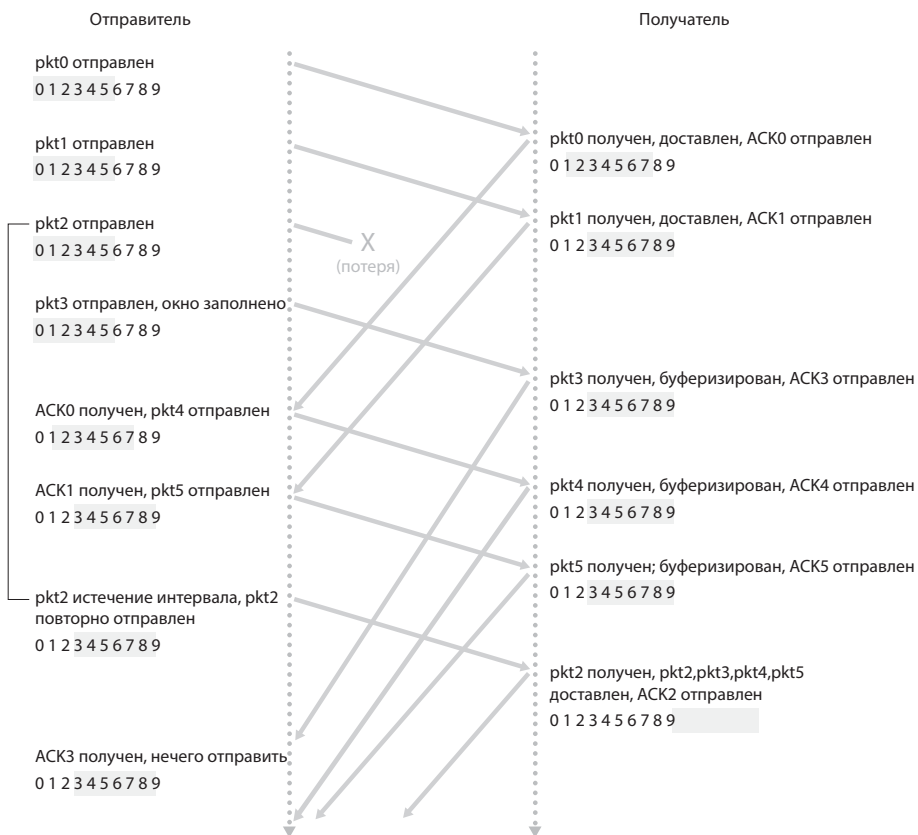 Отправитель
pkt0 отправлен
0 1 2 3 4 5 6 7 8 9
pkt1 отправлен
0 1 2 3 4 5 6 7 8 9
pkt2 отправлен
0 1 2 3 4 5 6 7 8 9
X
(потеря)
pkt3 отправлен, окно заполнено
0 1 2 3 4 5 6 7 8 9
ACK0 получен, pkt4 отправлен
0 1 2 3 4 5 6 7 8 9
ACK1 получен, pkt5 отправлен
0 1 2 3 4 5 6 7 8 9
pkt2 истечение интервала, pkt2
повторно отправлен
0 1 2 3 4 5 6 7 8 9
ACK3 получен, нечего отправить
0 1 2 3 4 5 6 7 8 9
Получатель
pkt0 получен, доставлен, ACK0 отправлен
0 1 2 3 4 5 6 7 8 9
pkt1 получен, доставлен, ACK1 отправлен
0 1 2 3 4 5 6 7 8 9
pkt3 получен, буферизирован, ACK3 отправлен
0 1 2 3 4 5 6 7 8 9
pkt4 получен, буферизирован, ACK4 отправлен
0 1 2 3 4 5 6 7 8 9
pkt5 получен; буферизирован, ACK5 отправлен
0 1 2 3 4 5 6 7 8 9
pkt2 получен, pkt2,pkt3,pkt4,pkt5
доставлен, ACK2 отправлен
0 1 2 3 4 5 6 7 8 9